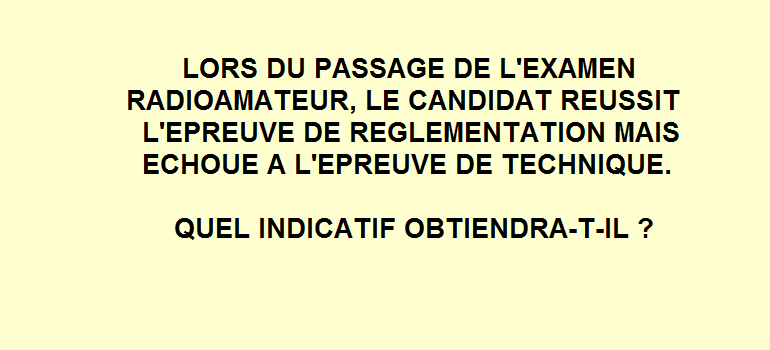 LORS DU PASSAGE DE L'EXAMEN
RADIOAMATEUR, LE CANDIDAT REUSSIT
L'EPREUVE DE REGLEMENTATION MAIS
ECHOUE A L'EPREUVE DE TECHNIQUE.
QUEL INDICATIF OBTIENDRA-T-IL ?